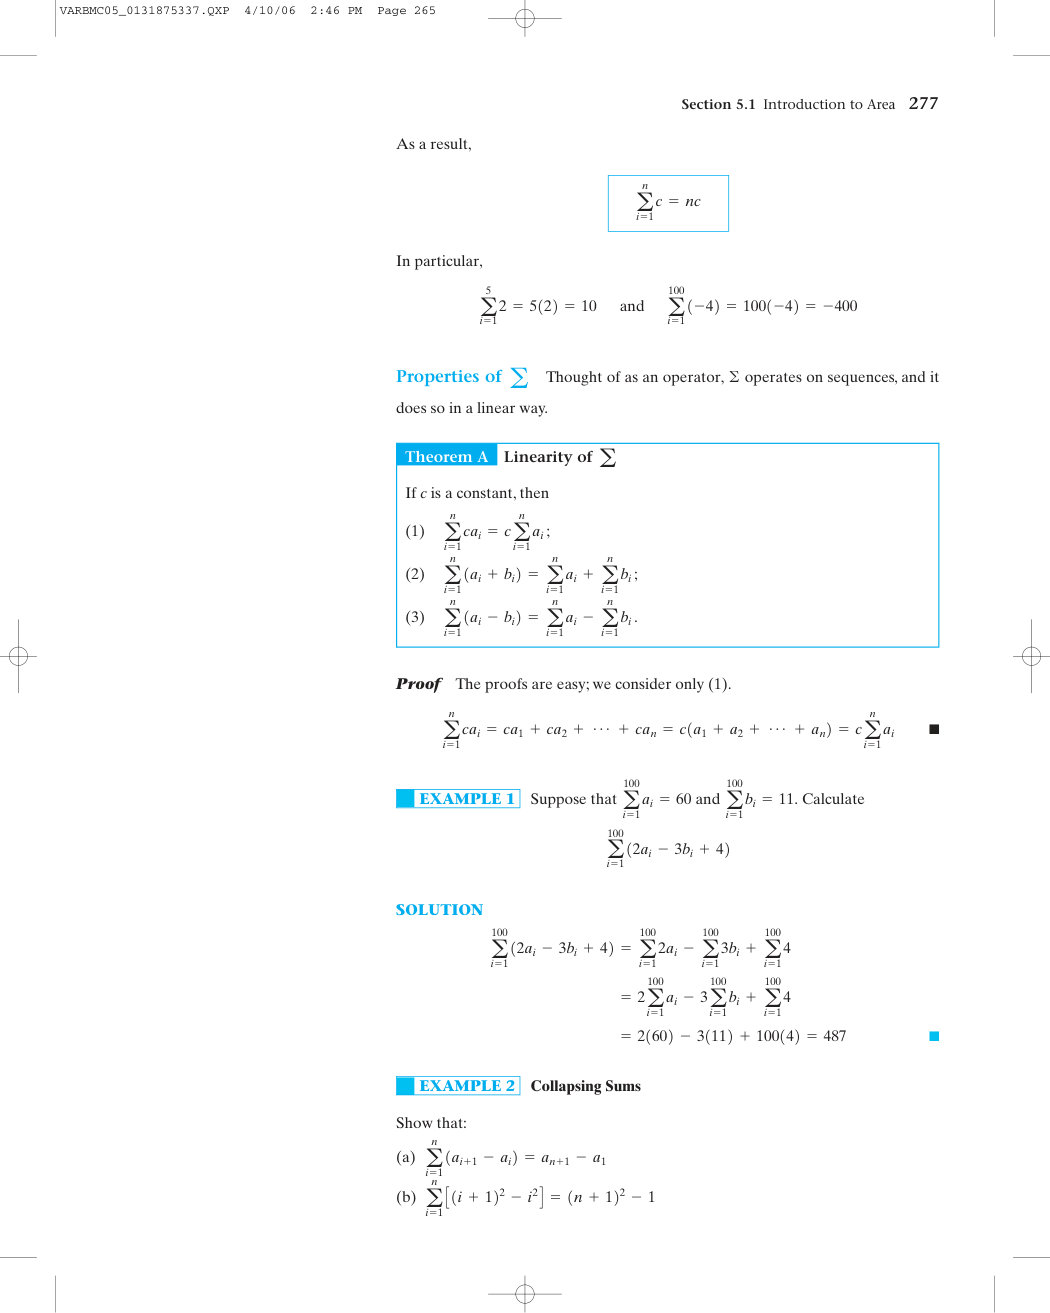 VARBMC05_0131875337.QXP 4/10/06 2:46 PM Page 265
Section 5.1 Introduction to Area 277
As a result,
∑_{i=1}^{n} c = nc
In particular,
∑_{i=1}^{5} 2 = 5(2) = 10 and ∑_{i=1}^{100} (−4) = 100(−4) = −400
Properties of ∑ Thought of as an operator, Σ operates on sequences, and it
does so in a linear way.
Theorem A Linearity of ∑
If c is a constant, then
(1) ∑_{i=1}^{n} ca_i = c ∑_{i=1}^{n} a_i;
(2) ∑_{i=1}^{n} (a_i + b_i) = ∑_{i=1}^{n} a_i + ∑_{i=1}^{n} b_i;
(3) ∑_{i=1}^{n} (a_i − b_i) = ∑_{i=1}^{n} a_i − ∑_{i=1}^{n} b_i.
Proof The proofs are easy; we consider only (1).
∑_{i=1}^{n} ca_i = ca_1 + ca_2 + ⋯ + ca_n = c(a_1 + a_2 + ⋯ + a_n) = c ∑_{i=1}^{n} a_i ■
EXAMPLE 1 Suppose that ∑_{i=1}^{100} a_i = 60 and ∑_{i=1}^{100} b_i = 11. Calculate
∑_{i=1}^{100} (2a_i − 3b_i + 4)
SOLUTION
∑_{i=1}^{100} (2a_i − 3b_i + 4) = ∑_{i=1}^{100} 2a_i − ∑_{i=1}^{100} 3b_i + ∑_{i=1}^{100} 4
= 2 ∑_{i=1}^{100} a_i − 3 ∑_{i=1}^{100} b_i + ∑_{i=1}^{100} 4
= 2(60) − 3(11) + 100(4) = 487 ■
EXAMPLE 2 Collapsing Sums
Show that:
(a) ∑_{i=1}^{n} (a_{i+1} − a_i) = a_{n+1} − a_1
(b) ∑_{i=1}^{n} [(i + 1)² − i²] = (n + 1)² − 1